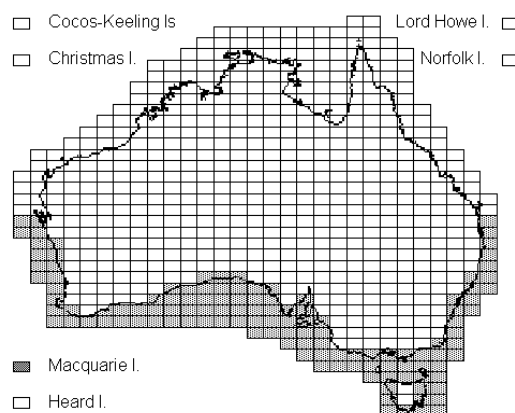 Cocos-Keeling Is
Lord Howe I.
Christmas I.
Norfolk I.
Macquarie I.
Heard I.